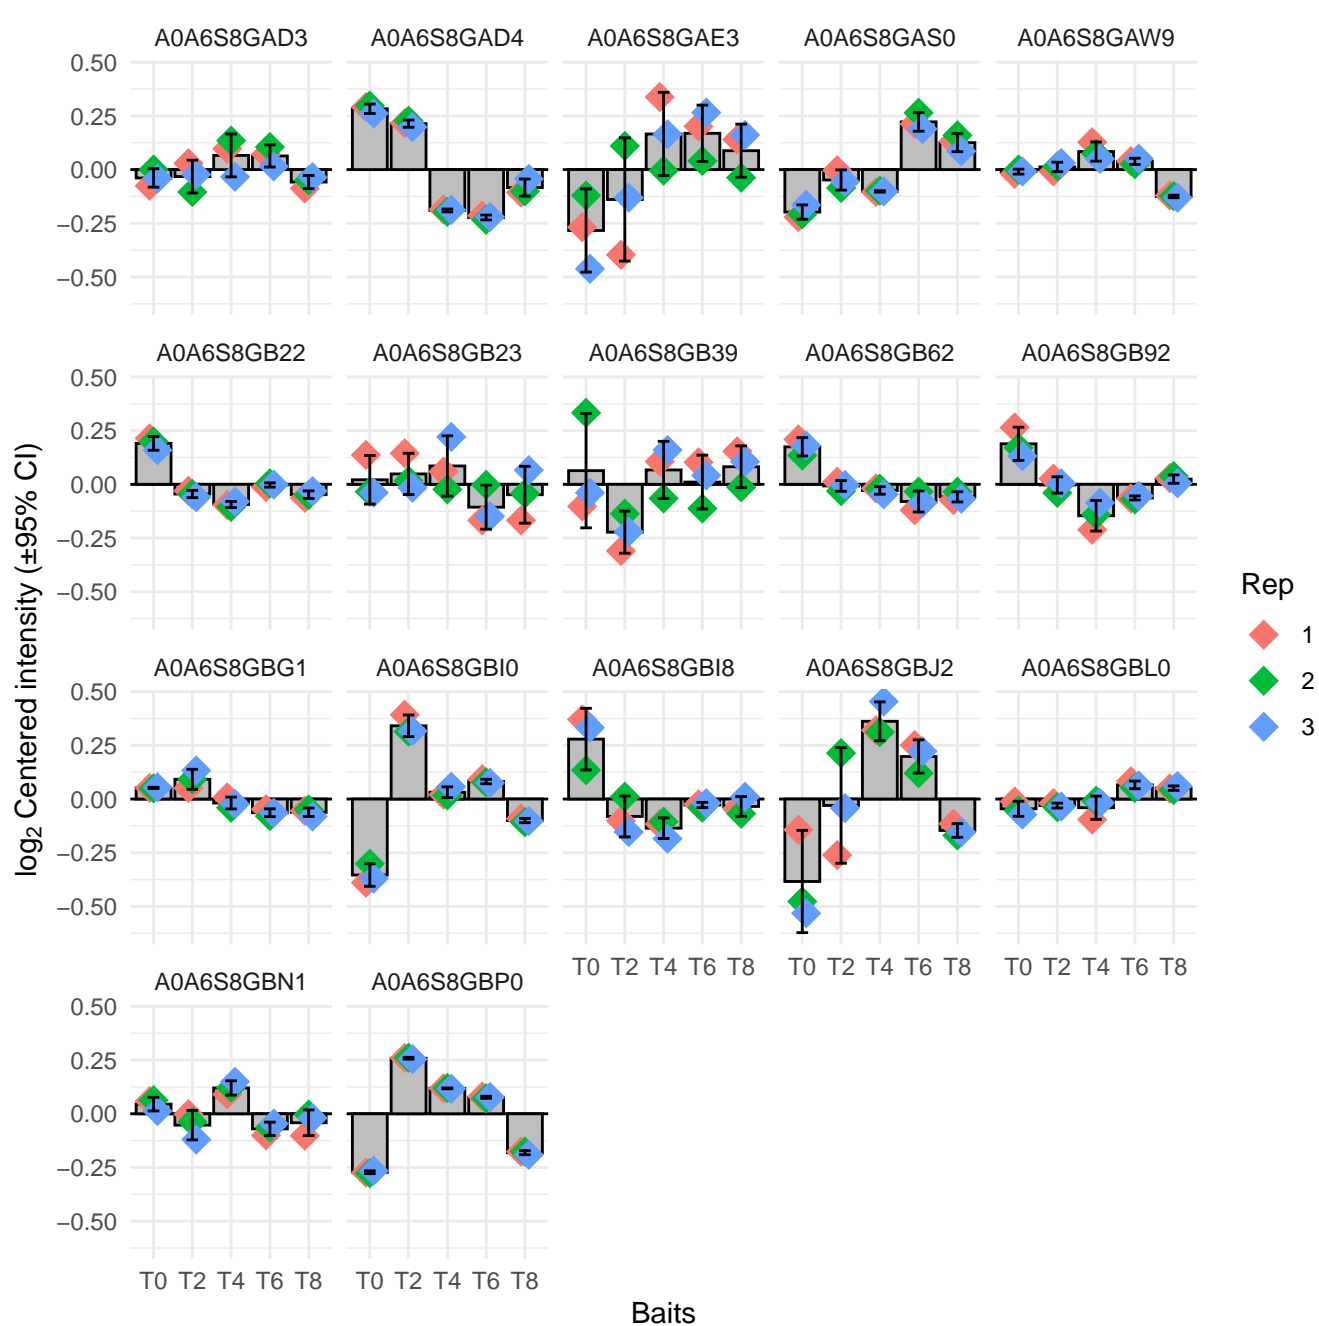 A0A6S8GAD3 A0A6S8GAD4 A0A6S8GAE3 A0A6S8GAS0 A0A6S8GAW9
0.50
0.25
0.00
−0.25
−0.50
A0A6S8GB22 A0A6S8GB23 A0A6S8GB39 A0A6S8GB62 A0A6S8GB92
0.50
0.25
0.00
−0.25
−0.50
A0A6S8GBG1 A0A6S8GBI0 A0A6S8GBI8 A0A6S8GBJ2 A0A6S8GBL0
0.50
0.25
0.00
−0.25
−0.50
T0 T2 T4 T6 T8 T0 T2 T4 T6 T8 T0 T2 T4 T6 T8
A0A6S8GBN1 A0A6S8GBP0
0.50
0.25
0.00
−0.25
−0.50
T0 T2 T4 T6 T8 T0 T2 T4 T6 T8
Baits
log2 Centered intensity (±95% CI)
Rep
1
2
3